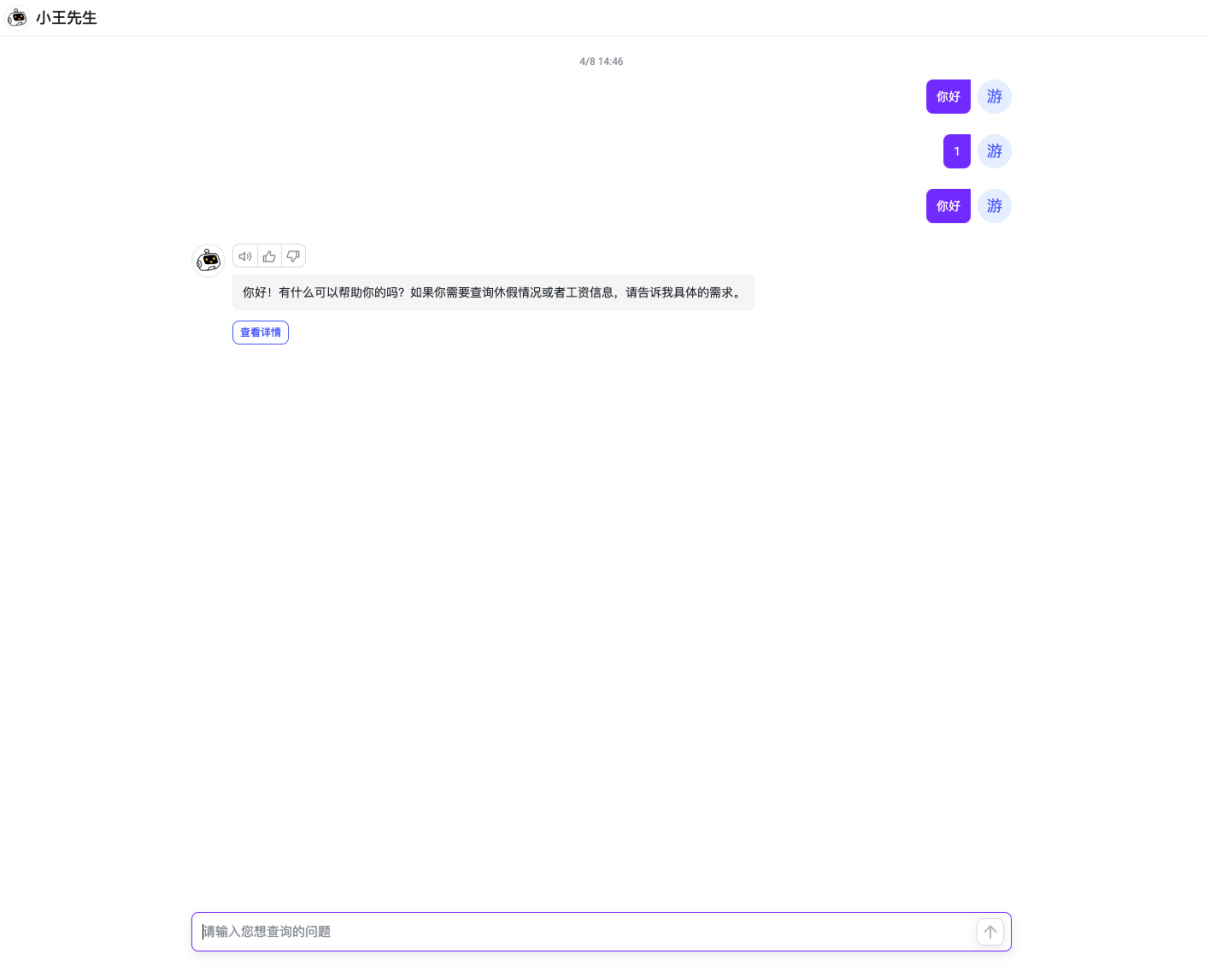 小王先生
4/8 14:46
你好
游
1
游
你好
游
你好！有什么可以帮助你的吗？如果你需要查询休假情况或者工资信息，请告诉我具体的需求。
查看详情
请输入您想查询的问题